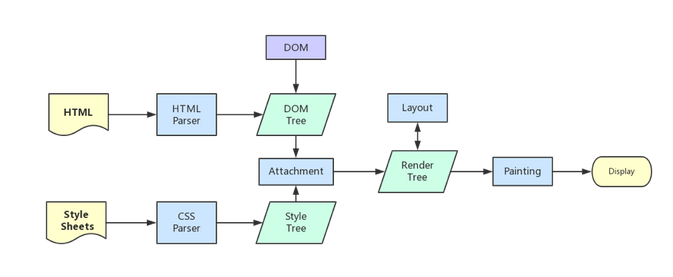 DOM
HTML
HTML
Parser
DOM
Tree
Layout
Attachment
Render
Tree
Painting
Display
Style
Sheets
CSS
Parser
Style
Tree